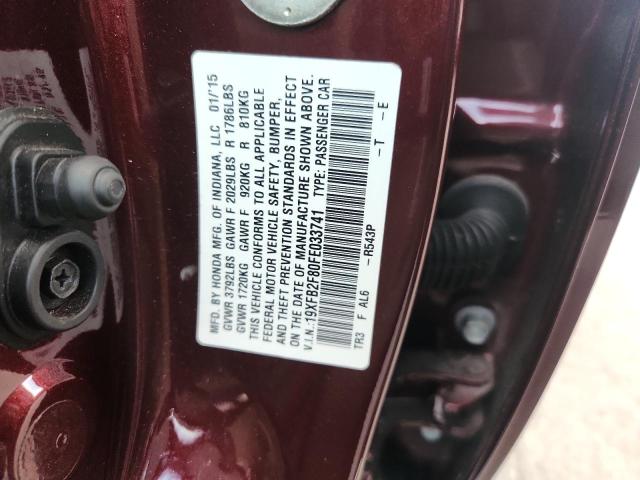 MFD. BY HONDA MFG. OF INDIANA, LLC 01/'15
GVWR 3792LBS GAWR F 2029LBS R 1786LBS
GVWR 1720KG GAWR F 920KG R 810KG
THIS VEHICLE CONFORMS TO ALL APPLICABLE
FEDERAL MOTOR VEHICLE SAFETY, BUMPER,
AND THEFT PREVENTION STANDARDS IN EFFECT
ON THE DATE OF MANUFACTURE SHOWN ABOVE.
V.I.N.: 19XFB2F80FE033741 TYPE: PASSENGER CAR
-R543P -T -E
TR3 F AL6